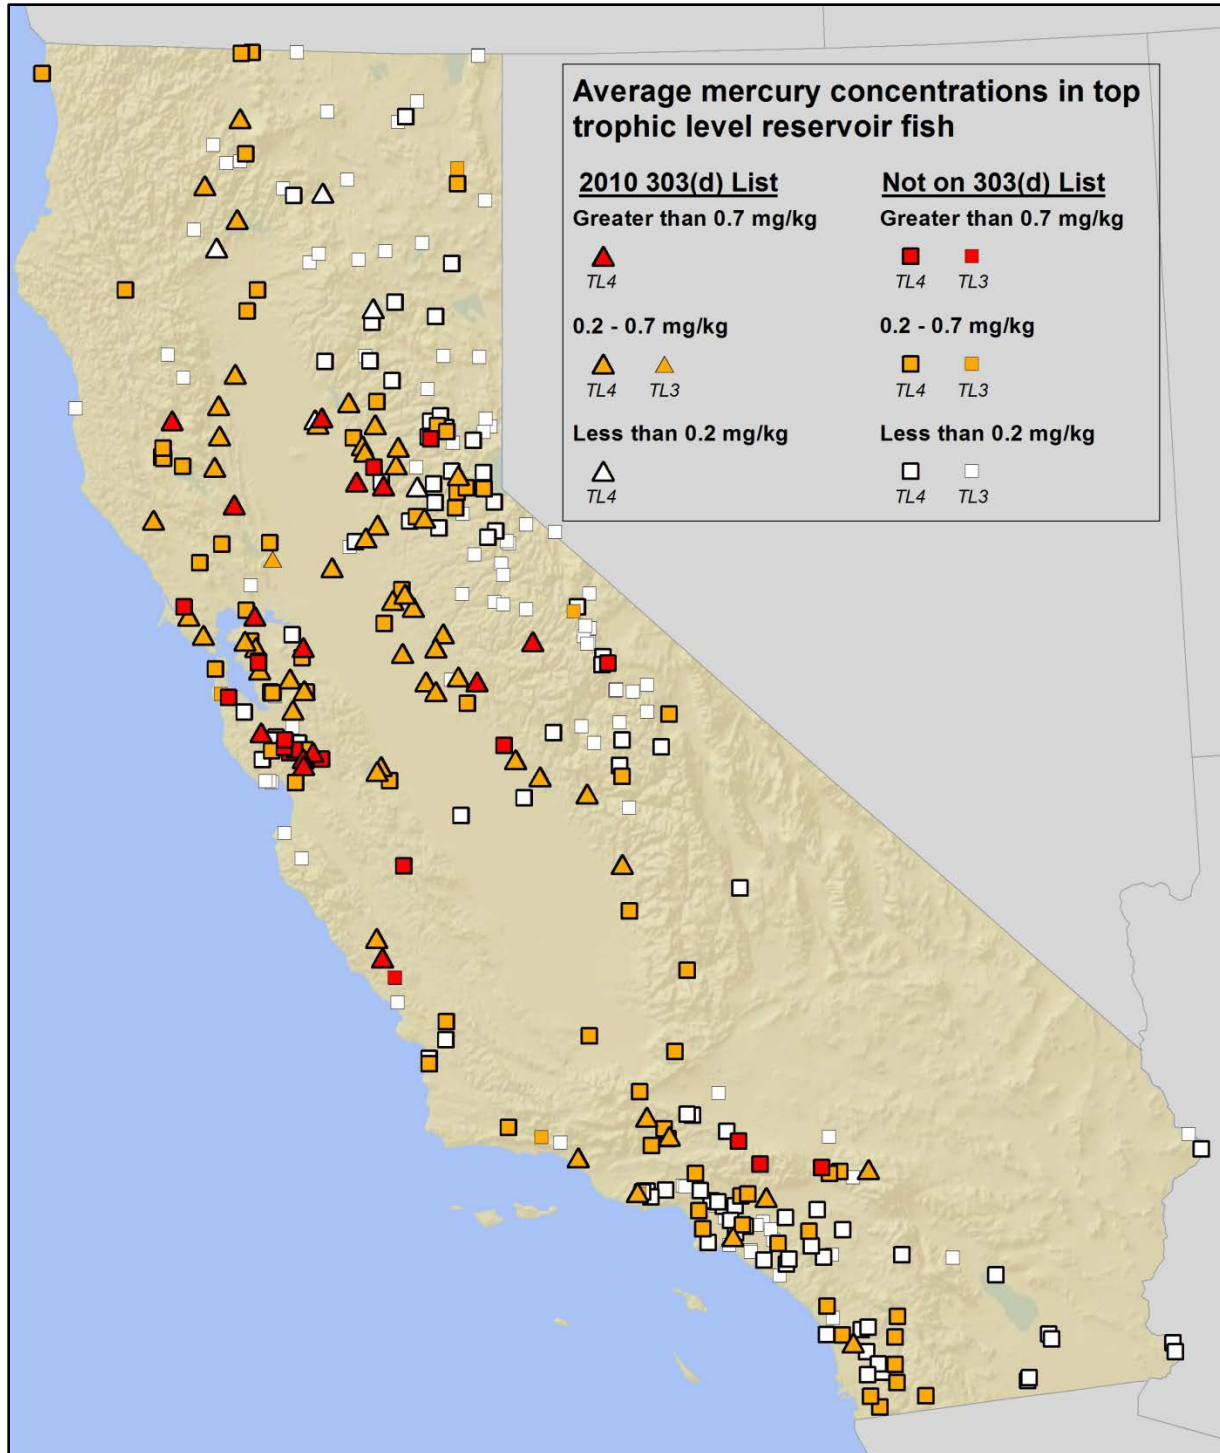 Average mercury concentrations in top
trophic level reservoir fish
2010 303(d) List
Greater than 0.7 mg/kg
TL4
0.2 - 0.7 mg/kg
TL4 TL3
Less than 0.2 mg/kg
TL4
Not on 303(d) List
Greater than 0.7 mg/kg
TL4 TL3
0.2 - 0.7 mg/kg
TL4 TL3
Less than 0.2 mg/kg
TL4 TL3